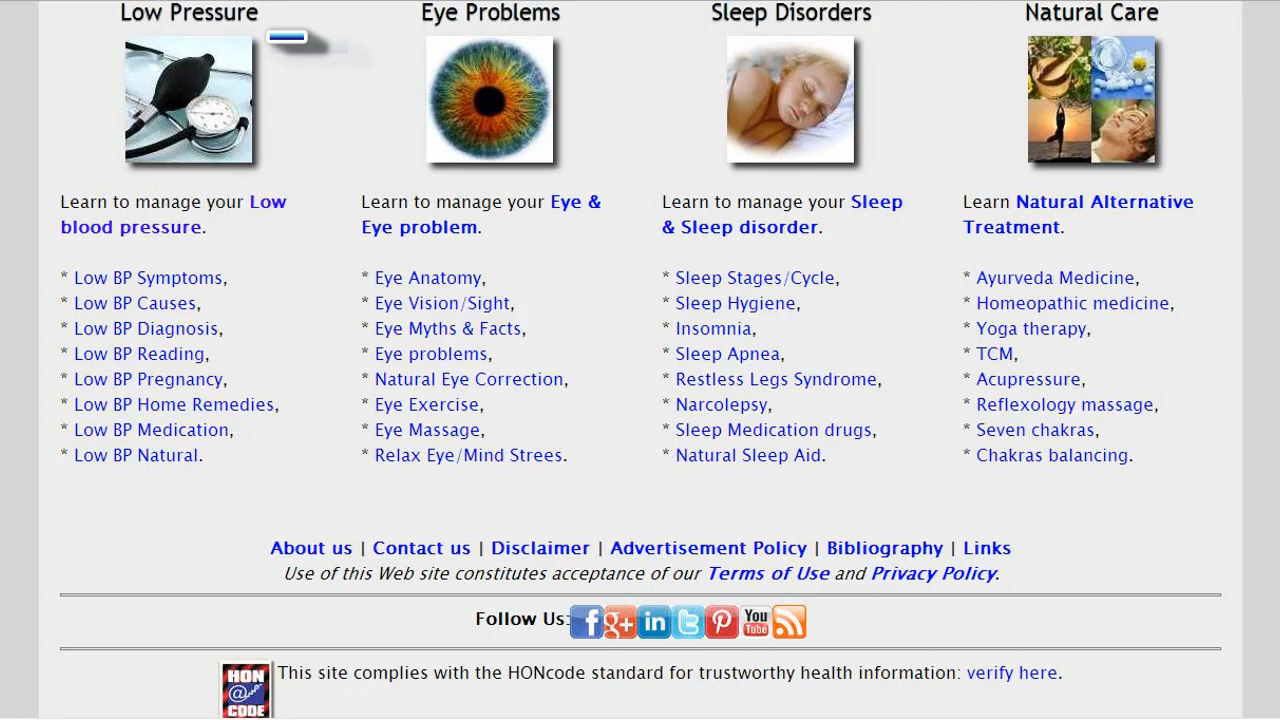 Low Pressure
Eye Problems
Sleep Disorders
Natural Care
Learn to manage your Low
blood pressure.
* Low BP Symptoms,
* Low BP Causes,
* Low BP Diagnosis,
* Low BP Reading,
* Low BP Pregnancy,
* Low BP Home Remedies,
* Low BP Medication,
* Low BP Natural.
Learn to manage your Eye &
Eye problem.
* Eye Anatomy,
* Eye Vision/Sight,
* Eye Myths & Facts,
* Eye problems,
* Natural Eye Correction,
* Eye Exercise,
* Eye Massage,
* Relax Eye/Mind Strees.
Learn to manage your Sleep
& Sleep disorder.
* Sleep Stages/Cycle,
* Sleep Hygiene,
* Insomnia,
* Sleep Apnea,
* Restless Legs Syndrome,
* Narcolepsy,
* Sleep Medication drugs,
* Natural Sleep Aid.
Learn Natural Alternative
Treatment.
* Ayurveda Medicine,
* Homeopathic medicine,
* Yoga therapy,
* TCM,
* Acupressure,
* Reflexology massage,
* Seven chakras,
* Chakras balancing.
About us | Contact us | Disclaimer | Advertisement Policy | Bibliography | Links
Use of this Web site constitutes acceptance of our Terms of Use and Privacy Policy.
Follow Us: f g+ in t P You Tube
HON @ CODE
This site complies with the HONcode standard for trustworthy health information: verify here.